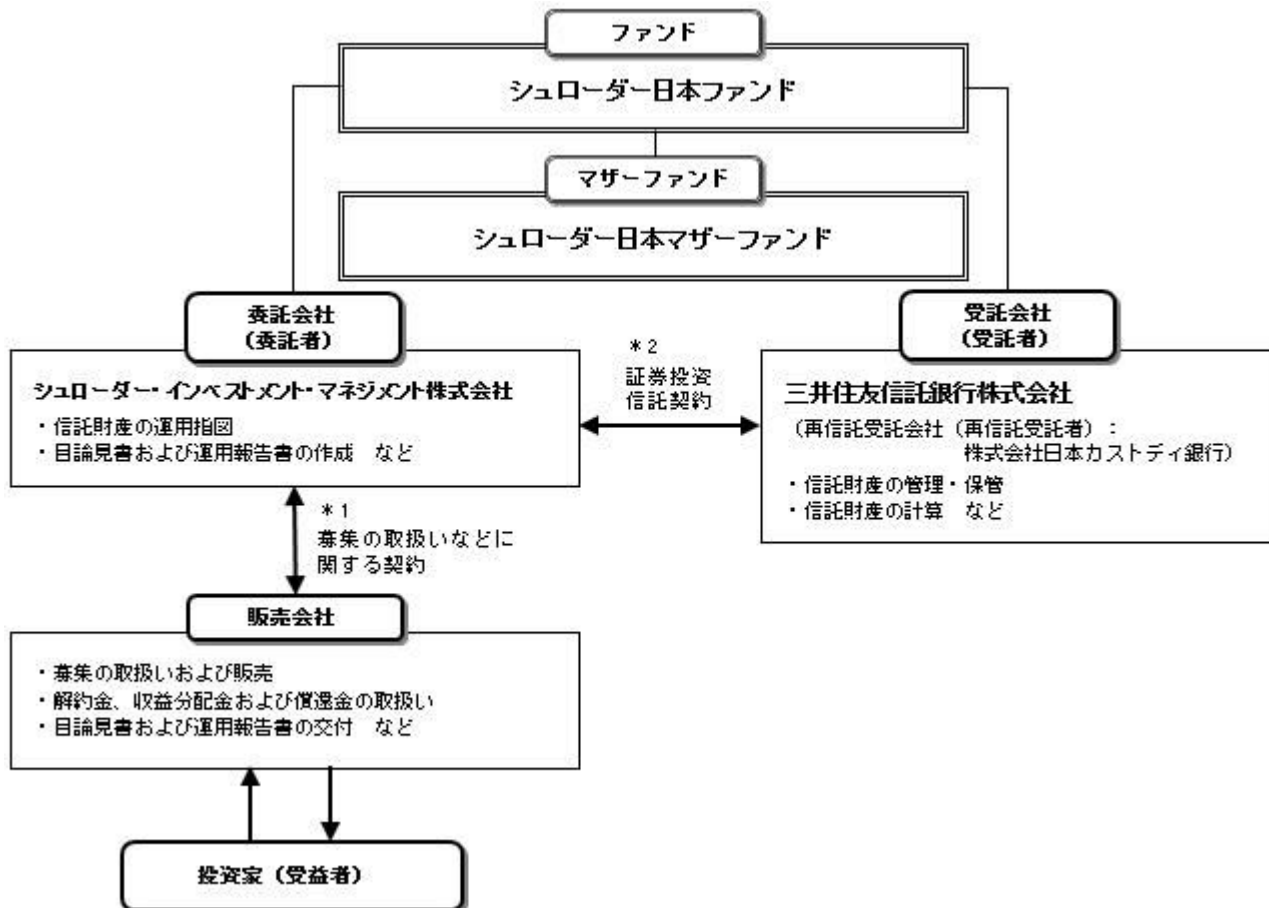 ファンド
シュローダー日本ファンド
マザーファンド
シュローダー日本マザーファンド
委託会社
(委託者)
シュローダー・インベストメント・マネジメント株式会社
・信託財産の運用指図
・目論見書および運用報告書の作成 など
*2
証券投資
信託契約
受託会社
(受託者)
三井住友信託銀行株式会社
(再信託受託会社(再信託受託者):
株式会社日本カストディ銀行)
・信託財産の管理・保管
・信託財産の計算 など
*1
募集の取扱いなどに
関する契約
販売会社
・募集の取扱いおよび販売
・解約金、収益分配金および償還金の取扱い
・目論見書および運用報告書の交付 など
投資家(受益者)